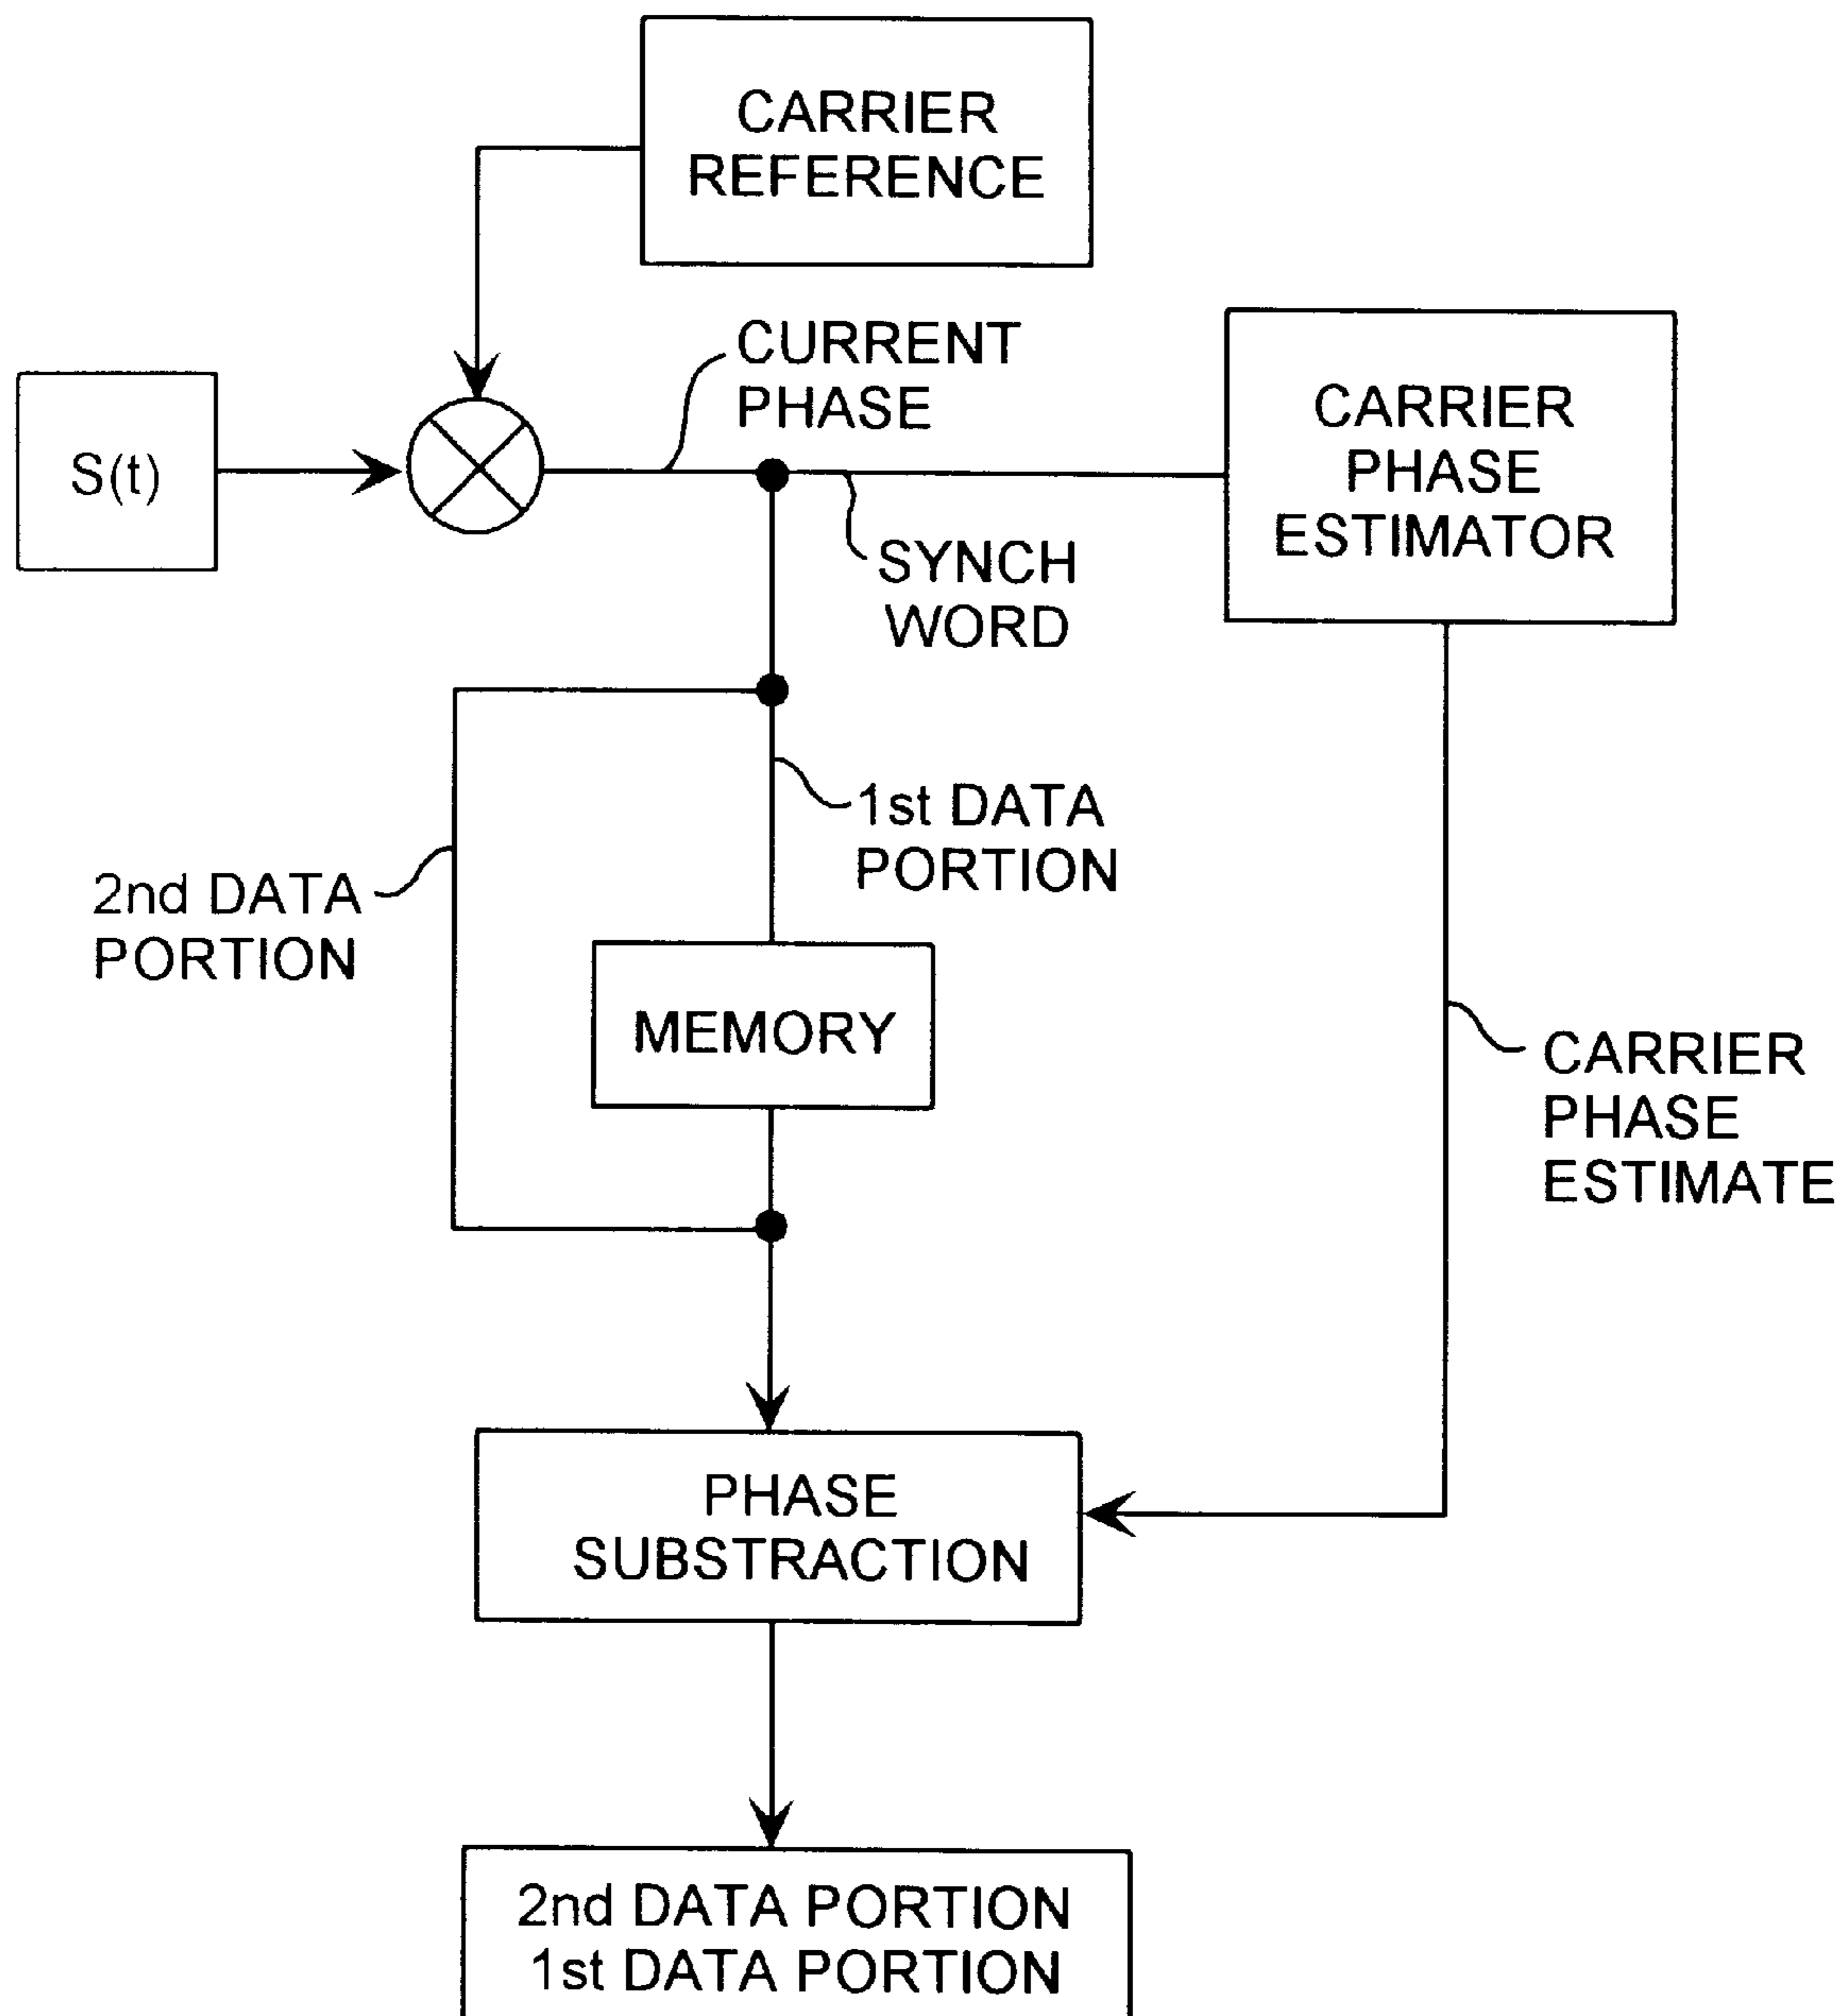 CARRIER
REFERENCE
CURRENT
PHASE
S(t)
CARRIER
PHASE
ESTIMATOR
SYNCH
WORD
1st DATA
PORTION
2nd DATA
PORTION
MEMORY
CARRIER
PHASE
ESTIMATE
PHASE
SUBSTRACTION
2nd DATA PORTION
1st DATA PORTION